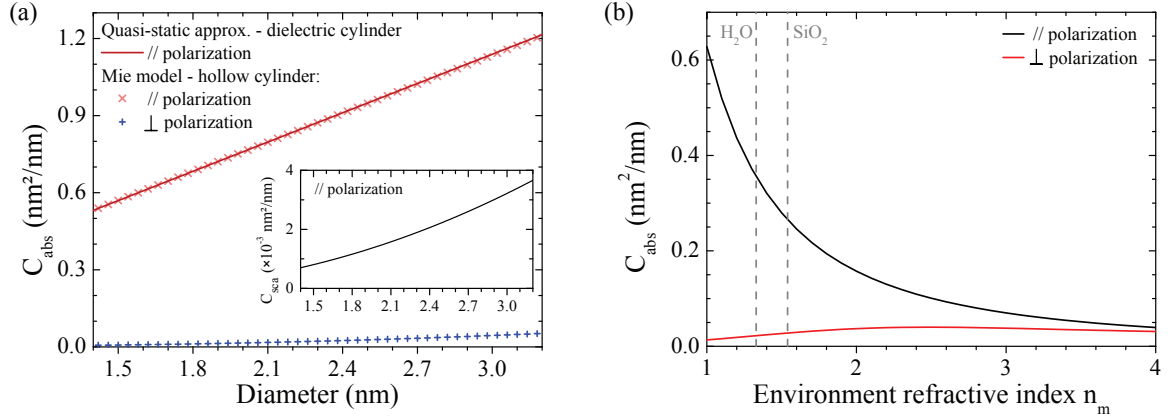 (a)
Quasi-static approx. - dielectric cylinder
// polarization
Mie model - hollow cylinder:
// polarization
⊥ polarization
1.2
0.9
0.6
0.3
0.0
C_abs (nm²/nm)
1.5
1.8
2.1
2.4
2.7
3.0
Diameter (nm)
// polarization
4
2
0
C_sca (×10⁻³ nm²/nm)
1.5
1.8
2.1
2.4
2.7
3.0
(b)
H₂O
SiO₂
// polarization
⊥ polarization
0.6
0.4
0.2
0.0
C_abs (nm²/nm)
1
2
3
4
Environment refractive index n_m